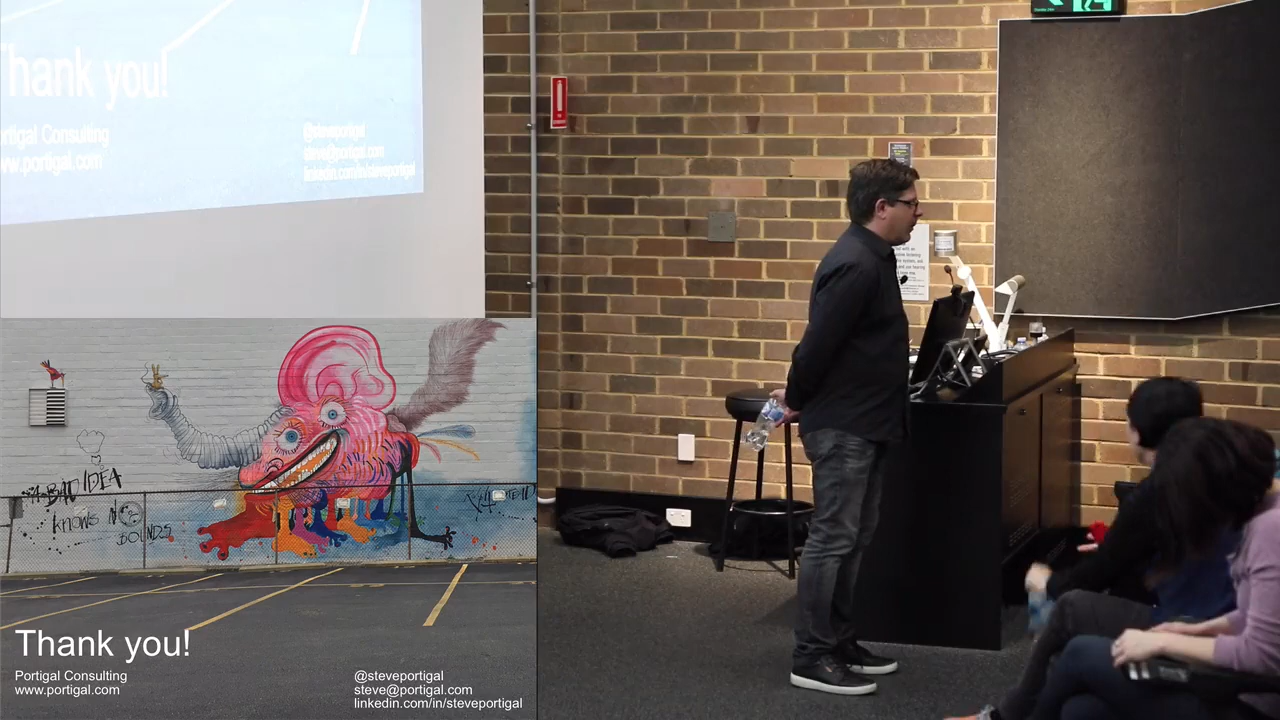 Thank you!
Portigal Consulting
www.portigal.com
@steveportigal
steve@portigal.com
linkedin.com/in/steveportigal
A BAD IDEA
KNOWS NO
BOUNDS
Thank you!
Portigal Consulting
www.portigal.com
@steveportigal
steve@portigal.com
linkedin.com/in/steveportigal